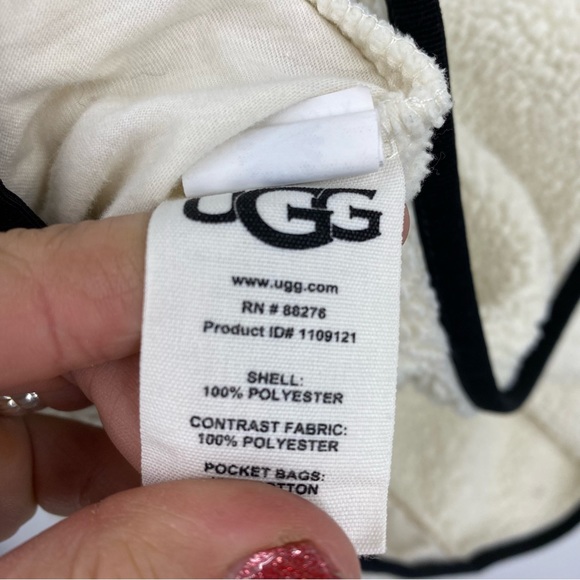 UGG
www.ugg.com
RN # 88276
Product ID# 1109121
SHELL:
100% POLYESTER
CONTRAST FABRIC:
100% POLYESTER
POCKET BAGS: